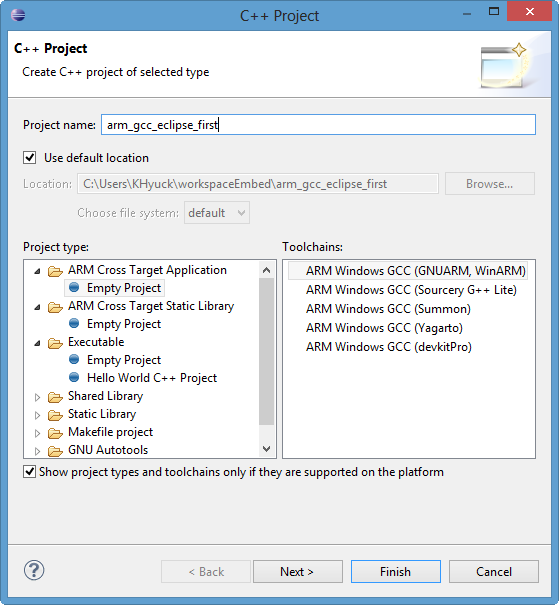 C++ Project
C++ Project
Create C++ project of selected type
Project name: arm_gcc_eclipse_first
Use default location
Location: C:\Users\KHyuck\workspaceEmbed\arm_gcc_eclipse_first Browse...
Choose file system: default
Project type:
ARM Cross Target Application
Empty Project
ARM Cross Target Static Library
Empty Project
Executable
Empty Project
Hello World C++ Project
Shared Library
Static Library
Makefile project
GNU Autotools
Toolchains:
ARM Windows GCC (GNUARM, WinARM)
ARM Windows GCC (Sourcery G++ Lite)
ARM Windows GCC (Summon)
ARM Windows GCC (Yagarto)
ARM Windows GCC (devkitPro)
Show project types and toolchains only if they are supported on the platform
? < Back Next > Finish Cancel